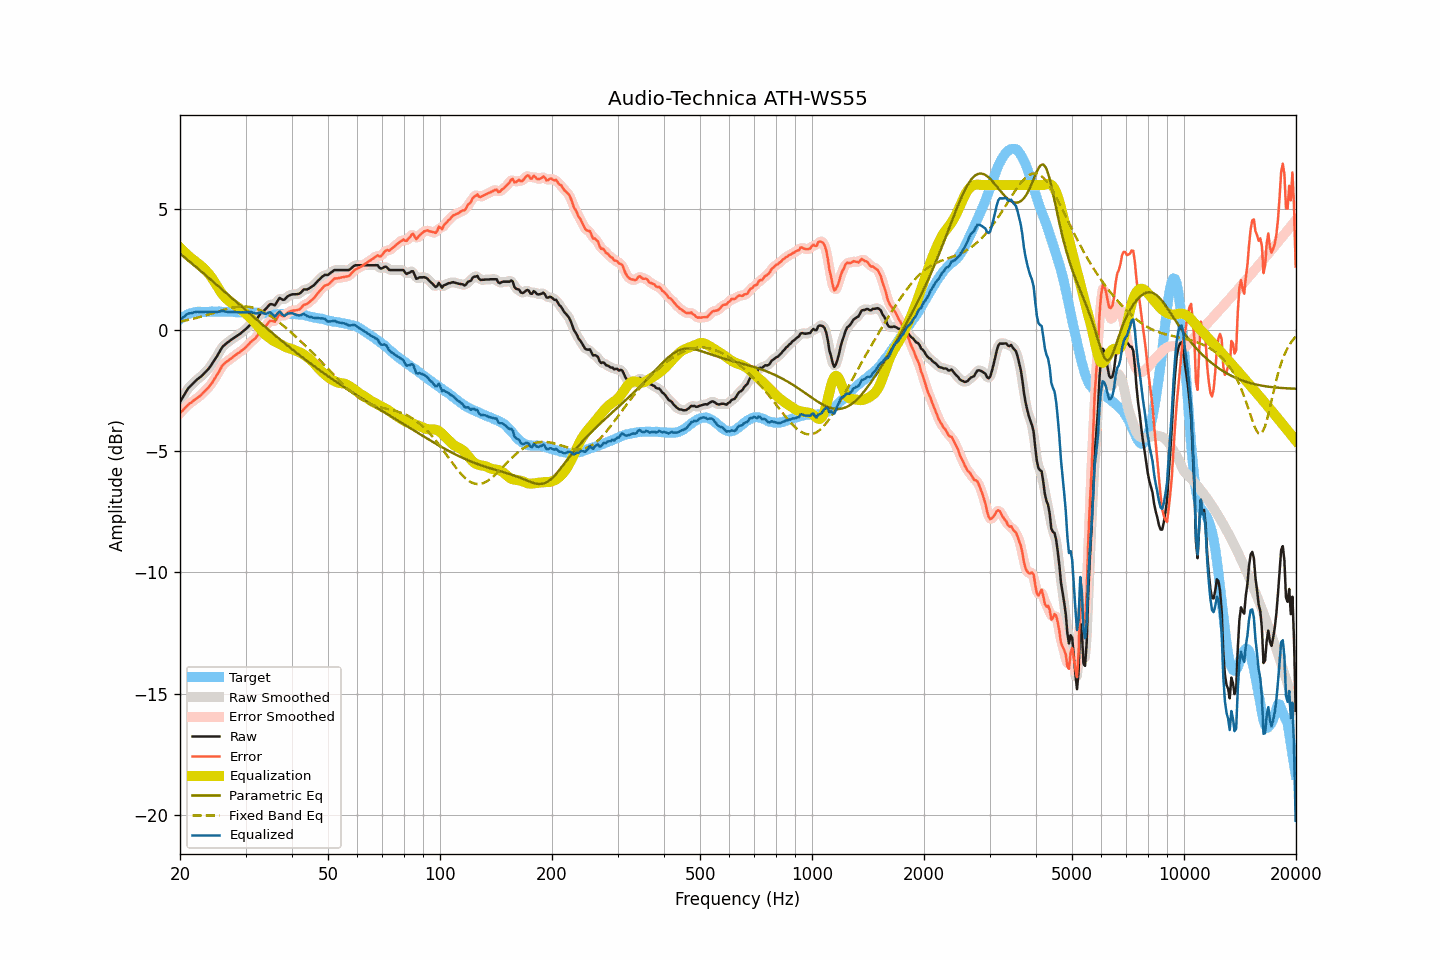 Audio-Technica ATH-WS55
Amplitude (dBr)
5
0
−5
−10
−15
−20
Target
Raw Smoothed
Error Smoothed
Raw
Error
Equalization
Parametric Eq
Fixed Band Eq
Equalized
20 50 100 200 500 1000 2000 5000 10000 20000
Frequency (Hz)